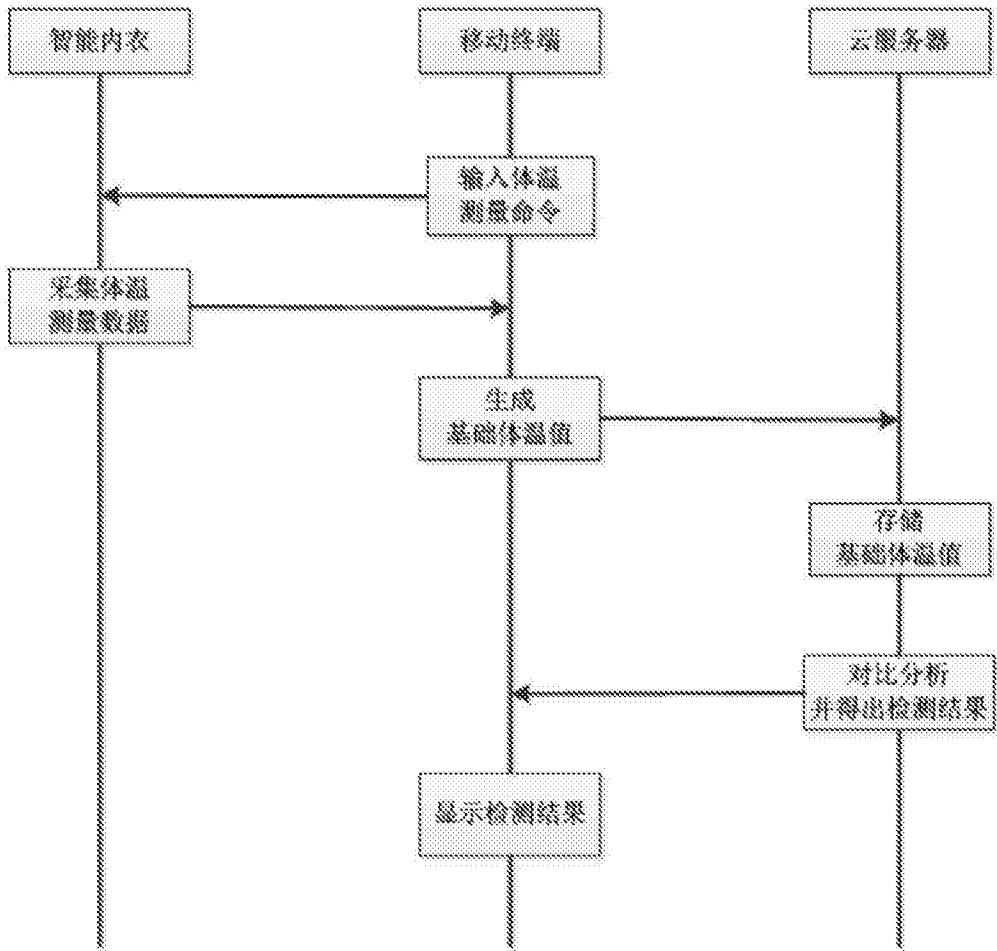 智能内衣
移动终端
云服务器
输入体温
测量命令
采集体温
测量数据
生成
基础体温值
存储
基础体温值
对比分析
并得出检测结果
显示检测结果